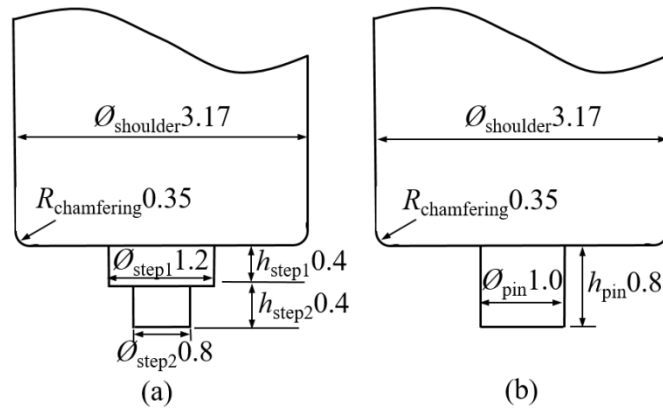 Øshoulder3.17
Rchamfering0.35
Østep11.2
hstep10.4
hstep20.4
Østep20.8
(a)
Øshoulder3.17
Rchamfering0.35
Øpin1.0
hpin0.8
(b)